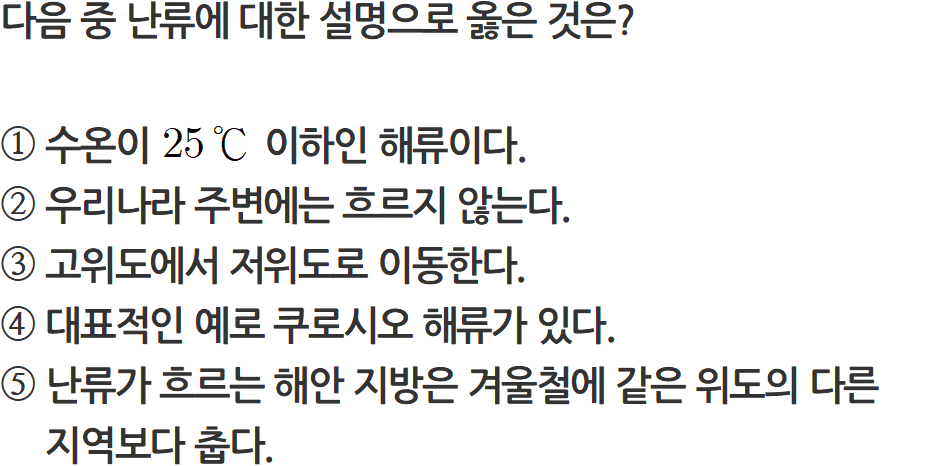 다음 중 난류에 대한 설명으로 옳은 것은?
① 수온이 25℃ 이하인 해류이다.
② 우리나라 주변에는 흐르지 않는다.
③ 고위도에서 저위도로 이동한다.
④ 대표적인 예로 쿠로시오 해류가 있다.
⑤ 난류가 흐르는 해안 지방은 겨울철에 같은 위도의 다른
지역보다 춥다.